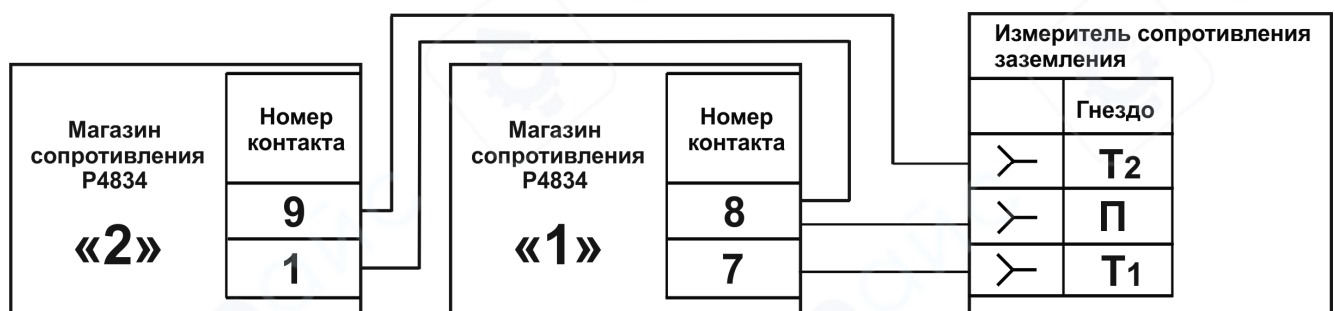 Магазин
сопротивления
Р4834
«2»
Номер
контакта
9
1
Магазин
сопротивления
Р4834
«1»
Номер
контакта
8
7
Измеритель сопротивления
заземления
Гнездо
Т2
П
Т1